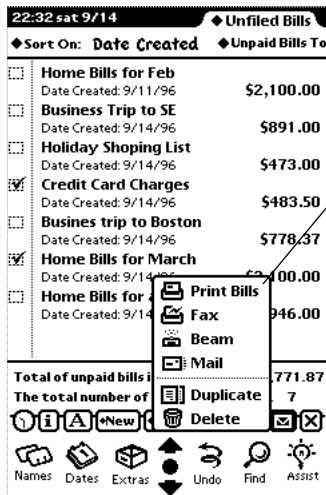 22:32 sat 9/14 ◆Unfiled Bills
◆Sort On: Date Created ◆Unpaid Bills To
Home Bills for Feb
Date Created: 9/11/96 $2,100.00
Business Trip to SE
Date Created: 9/14/96 $891.00
Holiday Shoping List
Date Created: 9/14/96 $473.00
Credit Card Charges
Date Created: 9/14/96 $483.50
Busines trip to Boston
Date Created: 9/14/96 $778.37
Home Bills for March
Date Created: 9/14 100.00
Home Bills for
Date Created: 9/14 946.00
Print Bills
Fax
Beam
Mail
Duplicate
Delete
Total of unpaid bills ,771.87
The total number of 7
i A New X
Names Dates Extras Undo Find Assist